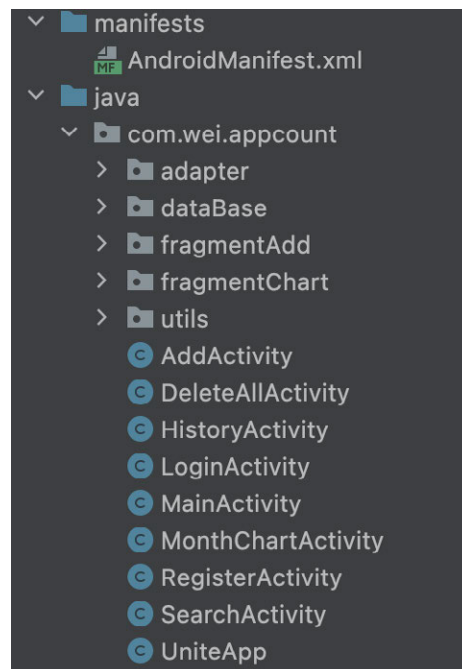 manifests
MF AndroidManifest.xml
java
com.wei.appcount
adapter
dataBase
fragmentAdd
fragmentChart
utils
C AddActivity
C DeleteAllActivity
C HistoryActivity
C LoginActivity
C MainActivity
C MonthChartActivity
C RegisterActivity
C SearchActivity
C UniteApp